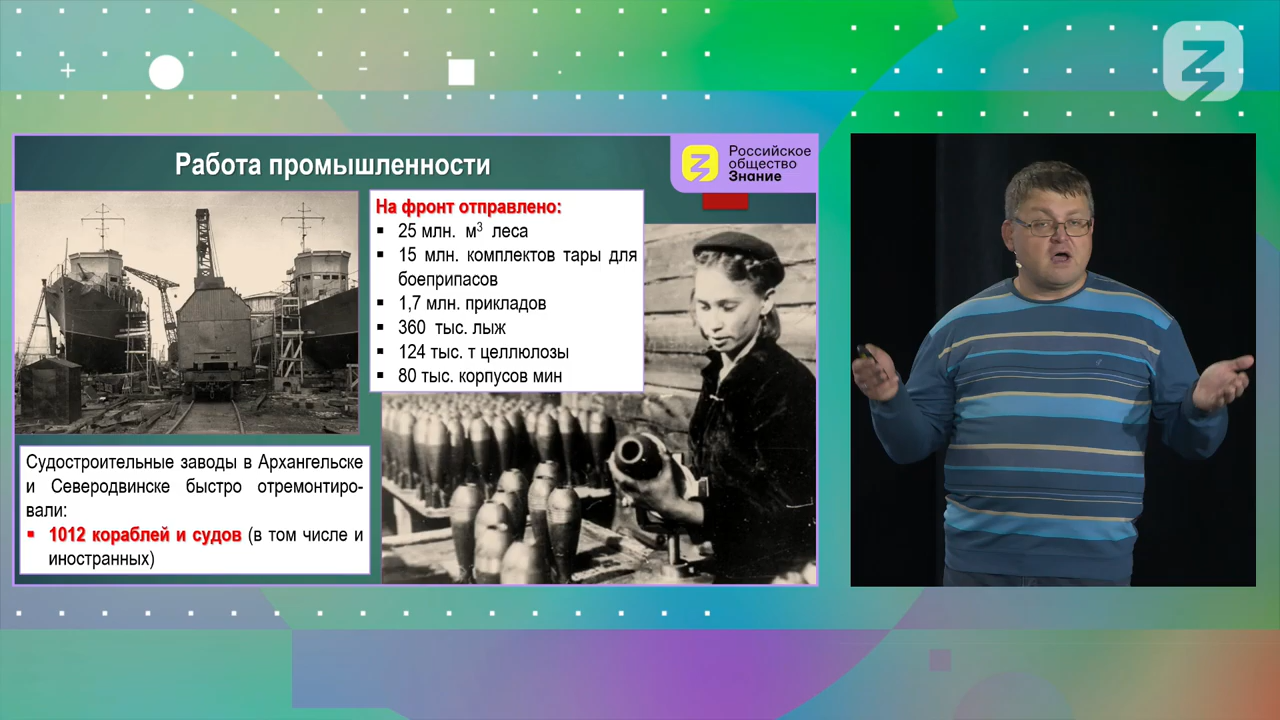 Работа промышленности
Российское
общество
Знание
На фронт отправлено:
▪ 25 млн. м³ леса
▪ 15 млн. комплектов тары для
боеприпасов
▪ 1,7 млн. прикладов
▪ 360 тыс. лыж
▪ 124 тыс. т целлюлозы
▪ 80 тыс. корпусов мин
Судостроительные заводы в Архангельске
и Северодвинске быстро отремонтиро-
вали:
▪ 1012 кораблей и судов (в том числе и
иностранных)